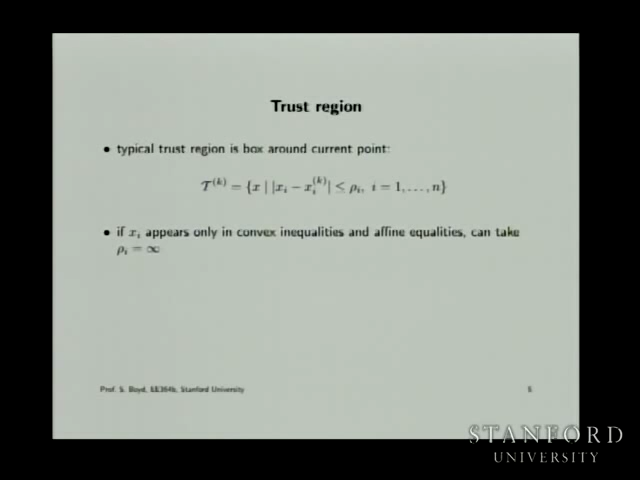 Trust region
• typical trust region is box around current point:
𝒯^(k) = {x | |x_i − x_i^(k)| ≤ ρ_i, i = 1, . . . , n}
• if x_i appears only in convex inequalities and affine equalities, can take
ρ_i = ∞
Prof. S. Boyd, EE364b, Stanford University
5
STANFORD
UNIVERSITY